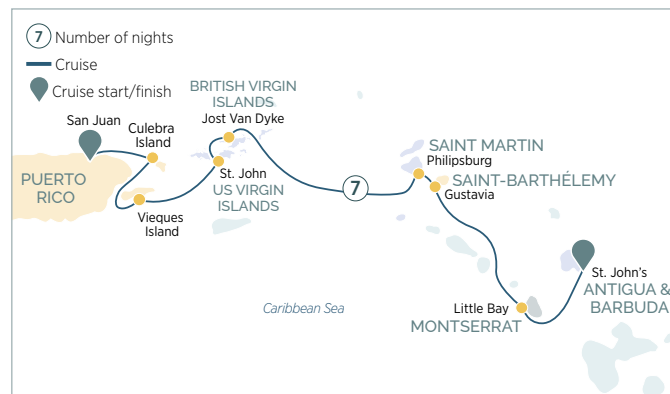 7 Number of nights
Cruise
Cruise start/finish
BRITISH VIRGIN
ISLANDS
Jost Van Dyke
San Juan
Culebra
Island
PUERTO
RICO
St. John
US VIRGIN
ISLANDS
Vieques
Island
7
SAINT MARTIN
Philipsburg
SAINT-BARTHÉLEMY
Gustavia
St. John's
ANTIGUA &
BARBUDA
Little Bay
MONTSERRAT
Caribbean Sea